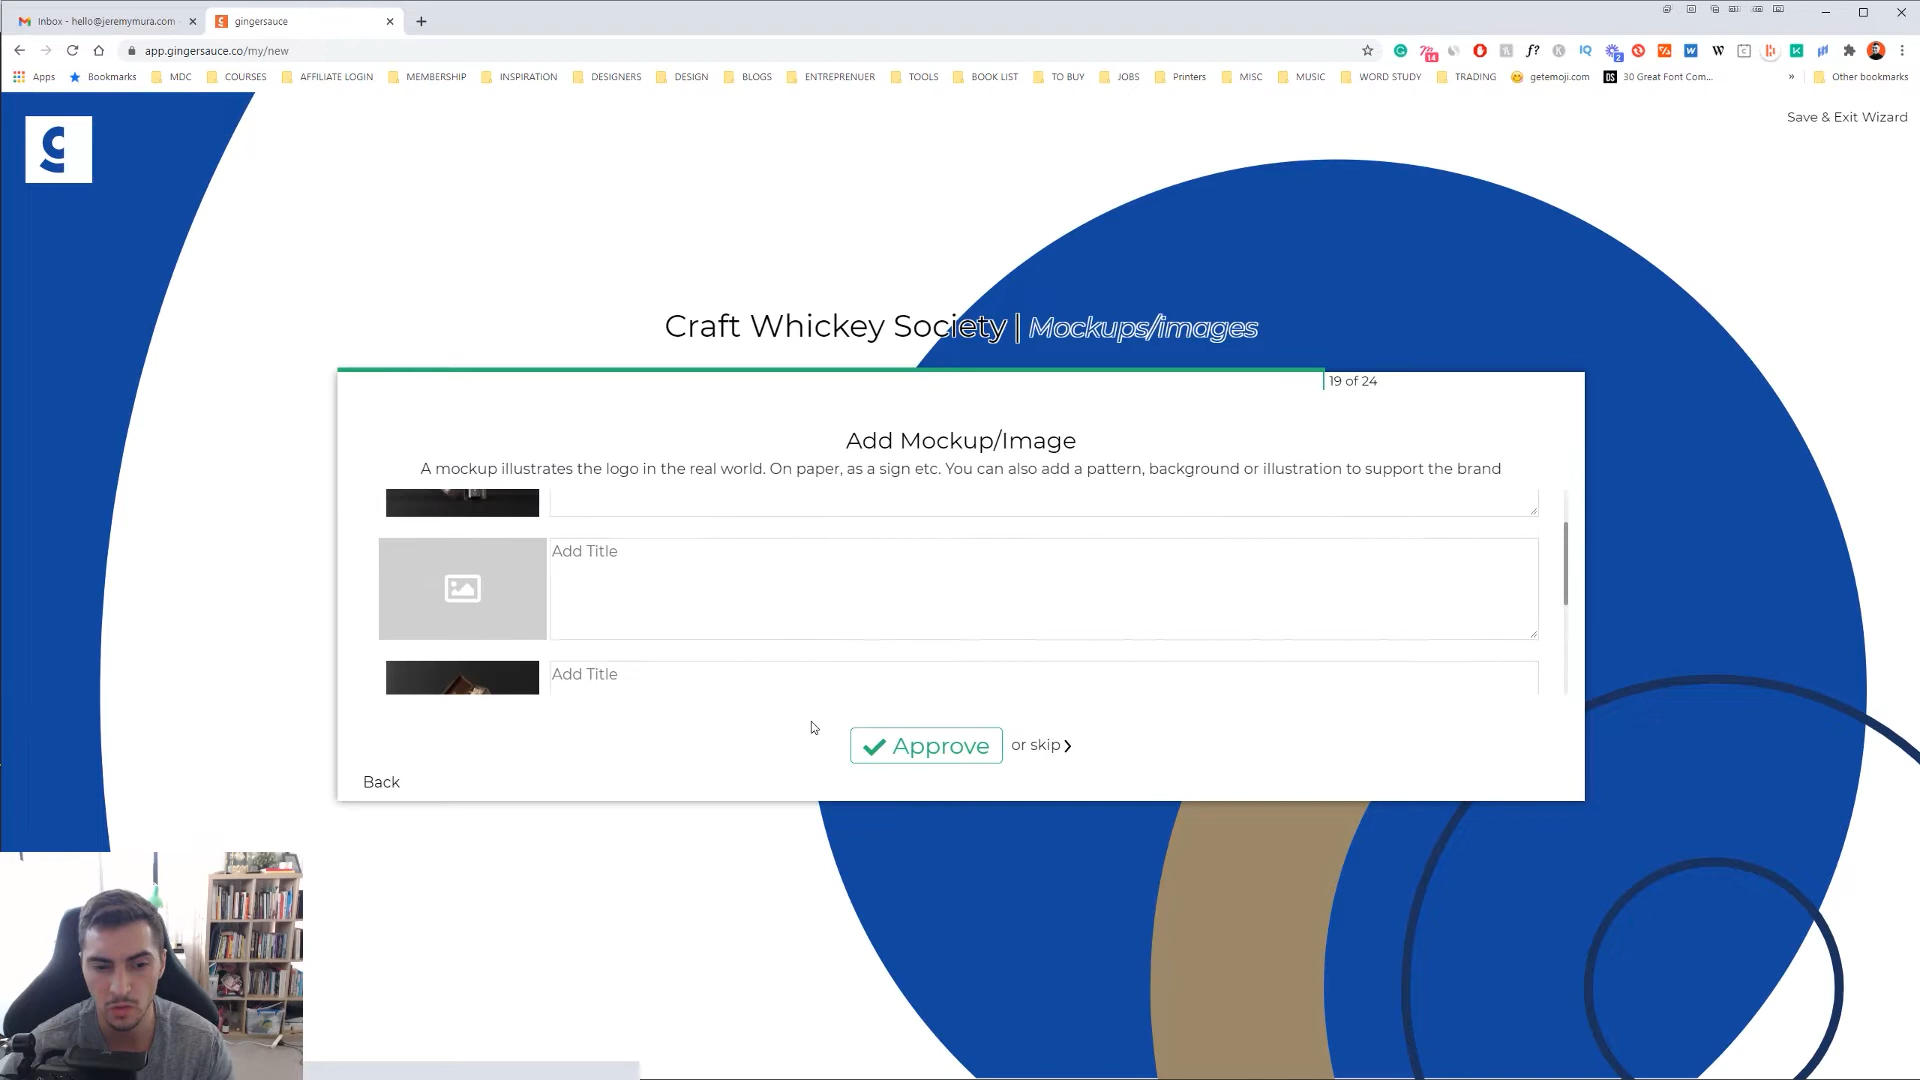 Inbox - hello@jeremymura.com
gingersauce
app.gingersauce.co/my/new
Apps
Bookmarks
MDC
COURSES
AFFILIATE LOGIN
MEMBERSHIP
INSPIRATION
DESIGNERS
DESIGN
BLOGS
ENTREPRENUER
TOOLS
BOOK LIST
TO BUY
JOBS
Printers
MISC
MUSIC
WORD STUDY
TRADING
getemoji.com
30 Great Font Com...
Other bookmarks
Save & Exit Wizard
Craft Whickey Society | Mockups/images
19 of 24
Add Mockup/Image
A mockup illustrates the logo in the real world. On paper, as a sign etc. You can also add a pattern, background or illustration to support the brand
Add Title
Add Title
Approve or skip
Back